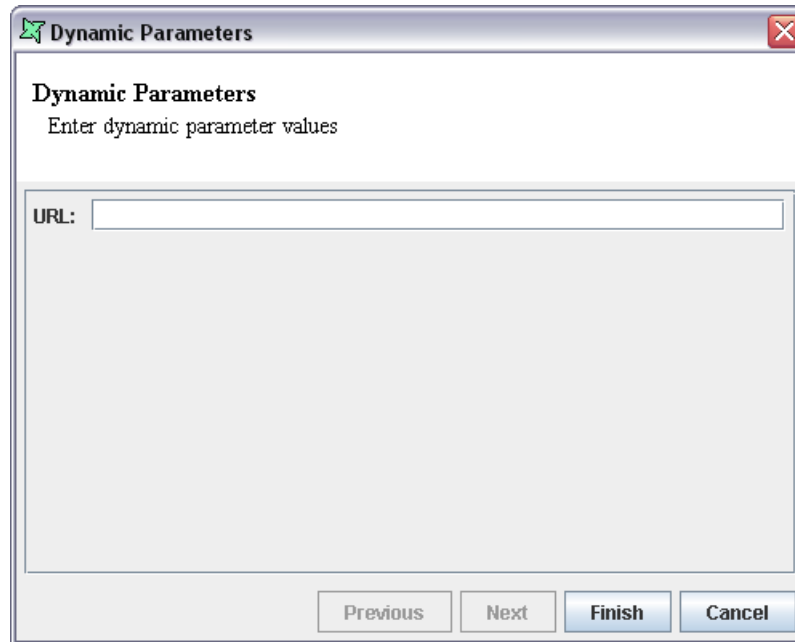 Dynamic Parameters
Dynamic Parameters
Enter dynamic parameter values
URL:
Previous Next Finish Cancel